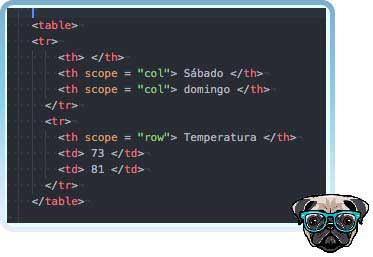 <table>
<tr>
<th> </th>
<th scope = "col"> Sábado </th>
<th scope = "col"> domingo </th>
</tr>
<tr>
<th scope = "row"> Temperatura </th>
<td> 73 </td>
<td> 81 </td>
</tr>
</table>